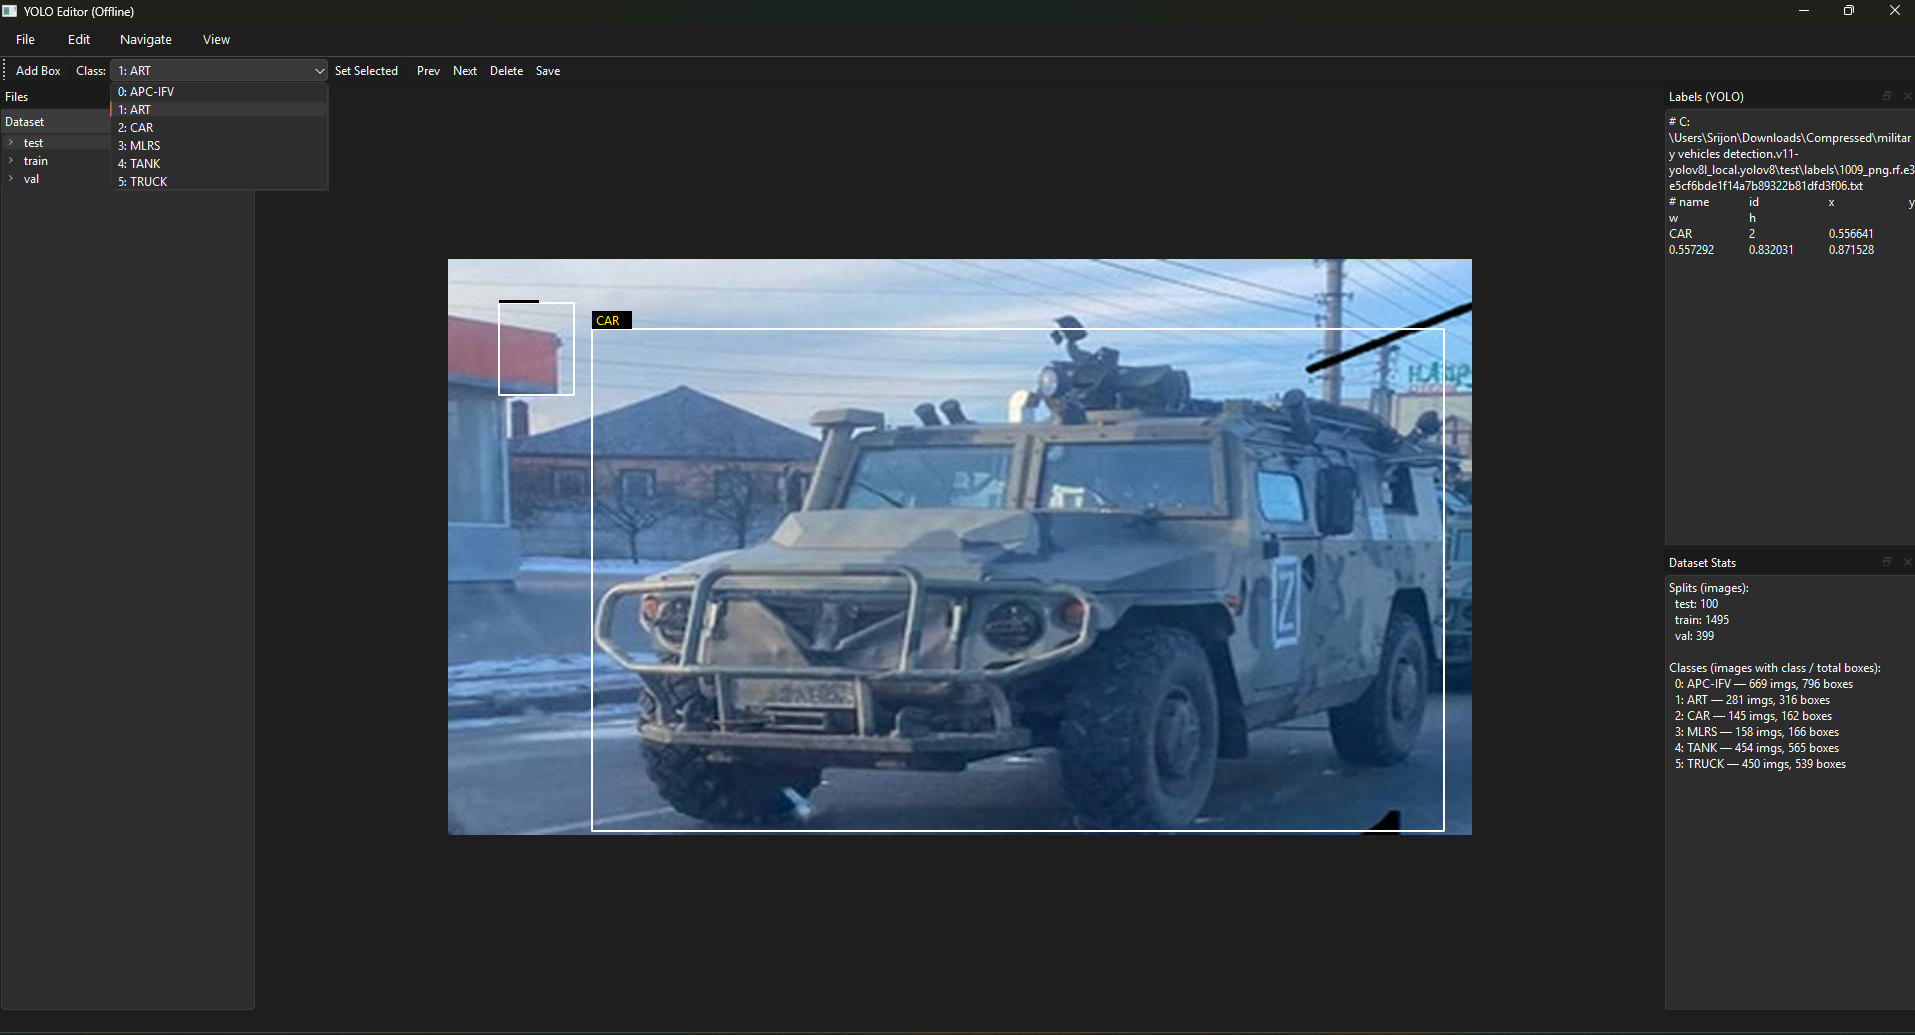 YOLO Editor (Offline)
File Edit Navigate View
Add Box Class: 1: ART Set Selected Prev Next Delete Save
0: APC-IFV
1: ART
2: CAR
3: MLRS
4: TANK
5: TRUCK
Files
Dataset
test
train
val
CAR
Z
Labels (YOLO)
# C:
\Users\Srijon\Downloads\Compressed\militar
y vehicles detection.v11-
yolov8l_local.yolov8\test\labels\1009_png.rf.e3
e5cf6bde1f14a7b89322b81dfd3f06.txt
# name id x y
w h
CAR 2 0.556641
0.557292 0.832031 0.871528
Dataset Stats
Splits (images):
test: 100
train: 1495
val: 399
Classes (images with class / total boxes):
0: APC-IFV — 669 imgs, 796 boxes
1: ART — 281 imgs, 316 boxes
2: CAR — 145 imgs, 162 boxes
3: MLRS — 158 imgs, 166 boxes
4: TANK — 454 imgs, 565 boxes
5: TRUCK — 450 imgs, 539 boxes